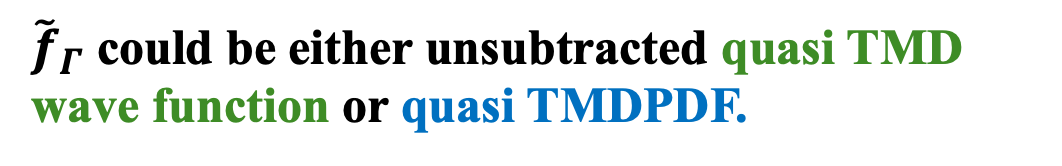 f̃_Γ could be either unsubtracted quasi TMD
wave function or quasi TMDPDF.